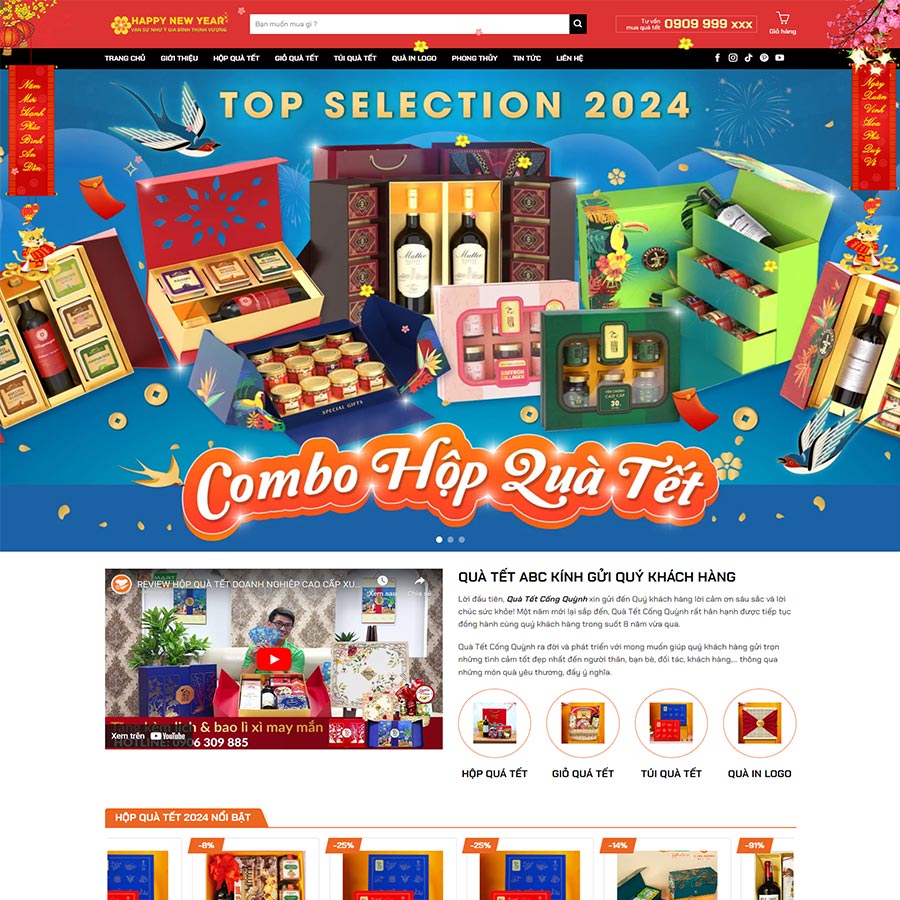 HAPPY NEW YEAR
VẠN SỰ NHƯ Ý GIA ĐÌNH THỊNH VƯỢNG
Bạn muốn mua gì ?
Tư vấn
mua quà tết
0909 999 xxx
Giỏ hàng
TRANG CHỦ GIỚI THIỆU HỘP QUÀ TẾT GIỎ QUÀ TẾT TÚI QUÀ TẾT QUÀ IN LOGO PHONG THỦY TIN TỨC LIÊN HỆ
Năm
Mới
Hạnh
Phúc
Bình
An
Đến
Ngày
Xuân
Vinh
Hoa
Phú
Quý
Về
TOP SELECTION 2024
SAFFRON
COLLAGEN
CAO CẤP
30
SPECIAL GIFTS
Combo Hộp Quà Tết
REVIEW HỘP QUÀ TẾT DOANH NGHIỆP CAO CẤP XU...
Xem sau
Chia sẻ
Tặng kèm lịch & bao lì xì may mắn
Xem trên YouTube
HOTLINE: 0906 309 885
QUÀ TẾT ABC KÍNH GỬI QUÝ KHÁCH HÀNG
Lời đầu tiên, Quà Tết Cống Quỳnh xin gửi đến Quý khách hàng lời cảm ơn sâu sắc và lời
chúc sức khỏe! Một năm mới lại sắp đến, Quà Tết Cống Quỳnh rất hân hạnh được tiếp tục
đồng hành cùng quý khách hàng trong suốt 8 năm vừa qua.
Quà Tết Cống Quỳnh ra đời và phát triển với mong muốn giúp quý khách hàng gửi trọn
những tình cảm tốt đẹp nhất đến người thân, bạn bè, đối tác, khách hàng,... thông qua
những món quà yêu thương, đầy ý nghĩa.
HỘP QUÁ TẾT GIỎ QUÁ TẾT TÚI QUÀ TẾT QUÀ IN LOGO
HỘP QUÀ TẾT 2024 NỔI BẬT
-6% -25% -25% -14% -91%